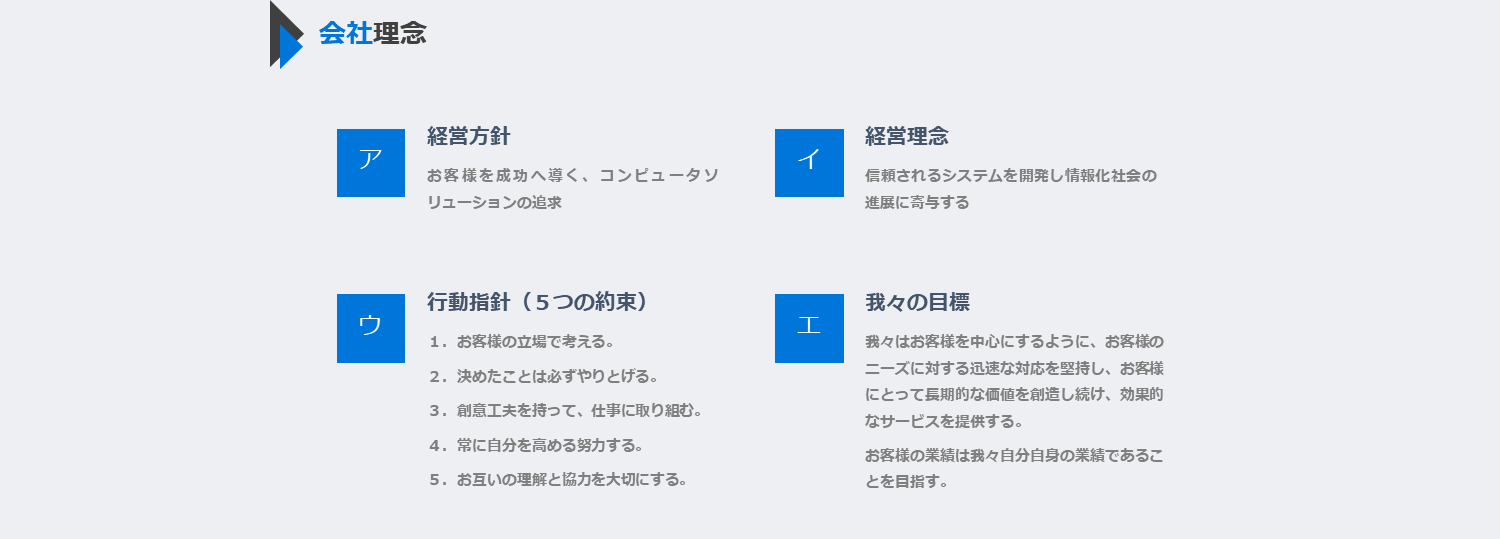 会社理念
ア
経営方針
お客様を成功へ導く、コンピュータソ
リューションの追求
イ
経営理念
信頼されるシステムを開発し情報化社会の
進展に寄与する
ウ
行動指針（５つの約束）
１．お客様の立場で考える。
２．決めたことは必ずやりとげる。
３．創意工夫を持って、仕事に取り組む。
４．常に自分を高める努力する。
５．お互いの理解と協力を大切にする。
エ
我々の目標
我々はお客様を中心にするように、お客様の
ニーズに対する迅速な対応を堅持し、お客様
にとって長期的な価値を創造し続け、効果的
なサービスを提供する。
お客様の業績は我々自分自身の業績であるこ
とを目指す。